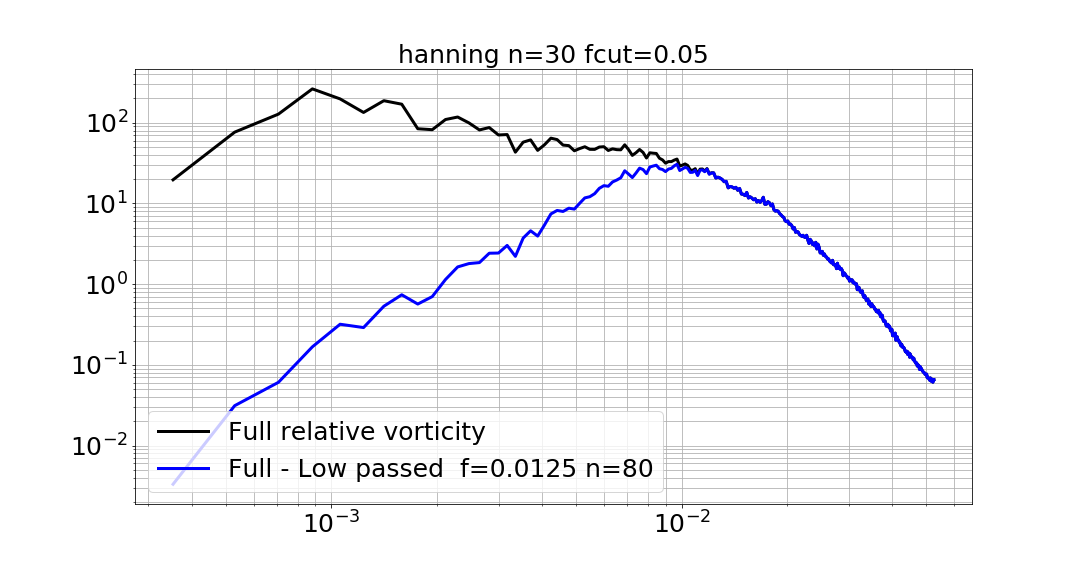 hanning n=30 fcut=0.05
10²
10¹
10⁰
10⁻¹
10⁻²
Full relative vorticity
Full - Low passed  f=0.0125 n=80
10⁻³ 10⁻²